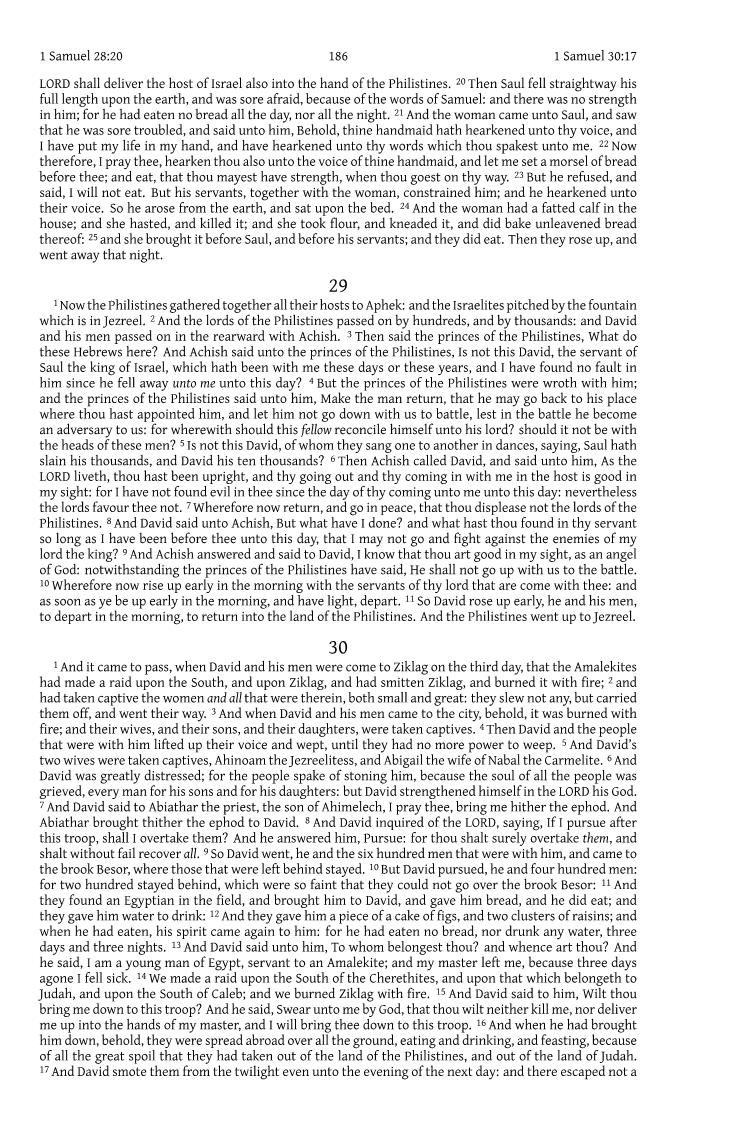 1 Samuel 28:20 186 1 Samuel 30:17
LORD shall deliver the host of Israel also into the hand of the Philistines. 20 Then Saul fell straightway his
full length upon the earth, and was sore afraid, because of the words of Samuel: and there was no strength
in him; for he had eaten no bread all the day, nor all the night. 21 And the woman came unto Saul, and saw
that he was sore troubled, and said unto him, Behold, thine handmaid hath hearkened unto thy voice, and
I have put my life in my hand, and have hearkened unto thy words which thou spakest unto me. 22 Now
therefore, I pray thee, hearken thou also unto the voice of thine handmaid, and let me set a morsel of bread
before thee; and eat, that thou mayest have strength, when thou goest on thy way. 23 But he refused, and
said, I will not eat. But his servants, together with the woman, constrained him; and he hearkened unto
their voice. So he arose from the earth, and sat upon the bed. 24 And the woman had a fatted calf in the
house; and she hasted, and killed it; and she took flour, and kneaded it, and did bake unleavened bread
thereof: 25 and she brought it before Saul, and before his servants; and they did eat. Then they rose up, and
went away that night.
29
1 Now the Philistines gathered together all their hosts to Aphek: and the Israelites pitched by the fountain
which is in Jezreel. 2 And the lords of the Philistines passed on by hundreds, and by thousands: and David
and his men passed on in the rearward with Achish. 3 Then said the princes of the Philistines, What do
these Hebrews here? And Achish said unto the princes of the Philistines, Is not this David, the servant of
Saul the king of Israel, which hath been with me these days or these years, and I have found no fault in
him since he fell away unto me unto this day? 4 But the princes of the Philistines were wroth with him;
and the princes of the Philistines said unto him, Make the man return, that he may go back to his place
where thou hast appointed him, and let him not go down with us to battle, lest in the battle he become
an adversary to us: for wherewith should this fellow reconcile himself unto his lord? should it not be with
the heads of these men? 5 Is not this David, of whom they sang one to another in dances, saying, Saul hath
slain his thousands, and David his ten thousands? 6 Then Achish called David, and said unto him, As the
LORD liveth, thou hast been upright, and thy going out and thy coming in with me in the host is good in
my sight: for I have not found evil in thee since the day of thy coming unto me unto this day: nevertheless
the lords favour thee not. 7 Wherefore now return, and go in peace, that thou displease not the lords of the
Philistines. 8 And David said unto Achish, But what have I done? and what hast thou found in thy servant
so long as I have been before thee unto this day, that I may not go and fight against the enemies of my
lord the king? 9 And Achish answered and said to David, I know that thou art good in my sight, as an angel
of God: notwithstanding the princes of the Philistines have said, He shall not go up with us to the battle.
10 Wherefore now rise up early in the morning with the servants of thy lord that are come with thee: and
as soon as ye be up early in the morning, and have light, depart. 11 So David rose up early, he and his men,
to depart in the morning, to return into the land of the Philistines. And the Philistines went up to Jezreel.
30
1 And it came to pass, when David and his men were come to Ziklag on the third day, that the Amalekites
had made a raid upon the South, and upon Ziklag, and had smitten Ziklag, and burned it with fire; 2 and
had taken captive the women and all that were therein, both small and great: they slew not any, but carried
them off, and went their way. 3 And when David and his men came to the city, behold, it was burned with
fire; and their wives, and their sons, and their daughters, were taken captives. 4 Then David and the people
that were with him lifted up their voice and wept, until they had no more power to weep. 5 And David's
two wives were taken captives, Ahinoam the Jezreelitess, and Abigail the wife of Nabal the Carmelite. 6 And
David was greatly distressed; for the people spake of stoning him, because the soul of all the people was
grieved, every man for his sons and for his daughters: but David strengthened himself in the LORD his God.
7 And David said to Abiathar the priest, the son of Ahimelech, I pray thee, bring me hither the ephod. And
Abiathar brought thither the ephod to David. 8 And David inquired of the LORD, saying, If I pursue after
this troop, shall I overtake them? And he answered him, Pursue: for thou shalt surely overtake them, and
shalt without fail recover all. 9 So David went, he and the six hundred men that were with him, and came to
the brook Besor, where those that were left behind stayed. 10 But David pursued, he and four hundred men:
for two hundred stayed behind, which were so faint that they could not go over the brook Besor: 11 And
they found an Egyptian in the field, and brought him to David, and gave him bread, and he did eat; and
they gave him water to drink: 12 And they gave him a piece of a cake of figs, and two clusters of raisins; and
when he had eaten, his spirit came again to him: for he had eaten no bread, nor drunk any water, three
days and three nights. 13 And David said unto him, To whom belongest thou? and whence art thou? And
he said, I am a young man of Egypt, servant to an Amalekite; and my master left me, because three days
agone I fell sick. 14 We made a raid upon the South of the Cherethites, and upon that which belongeth to
Judah, and upon the South of Caleb; and we burned Ziklag with fire. 15 And David said to him, Wilt thou
bring me down to this troop? And he said, Swear unto me by God, that thou wilt neither kill me, nor deliver
me up into the hands of my master, and I will bring thee down to this troop. 16 And when he had brought
him down, behold, they were spread abroad over all the ground, eating and drinking, and feasting, because
of all the great spoil that they had taken out of the land of the Philistines, and out of the land of Judah.
17 And David smote them from the twilight even unto the evening of the next day: and there escaped not a